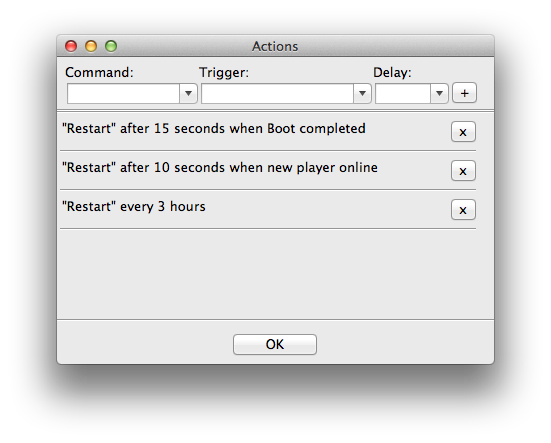 Actions
Command: Trigger: Delay:
+
"Restart" after 15 seconds when Boot completed x
"Restart" after 10 seconds when new player online x
"Restart" every 3 hours x
OK